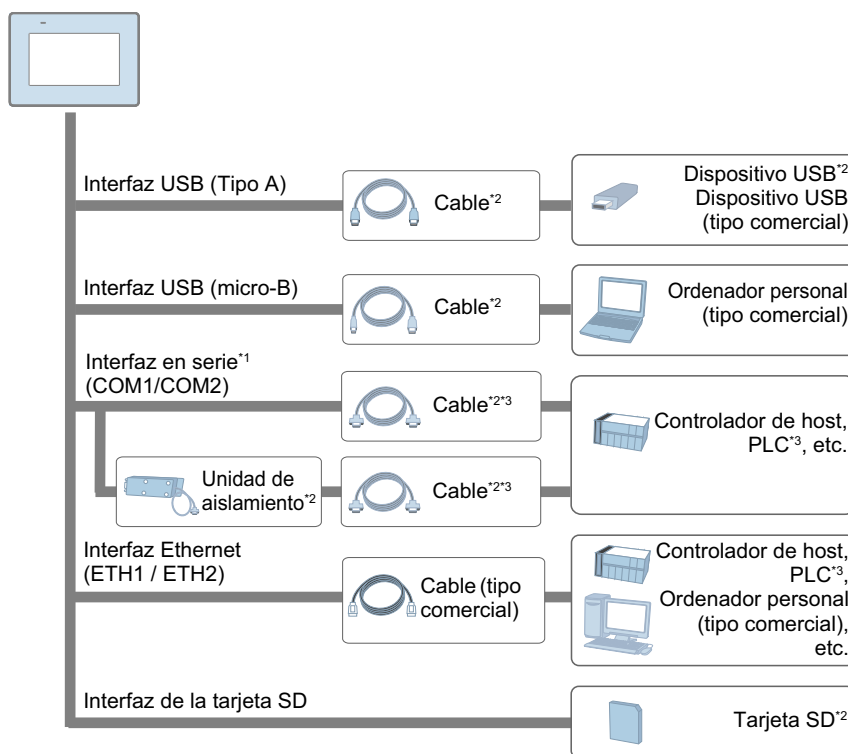 Interfaz USB (Tipo A)
Cable*2
Dispositivo USB*2
Dispositivo USB
(tipo comercial)
Interfaz USB (micro-B)
Cable*2
Ordenador personal
(tipo comercial)
Interfaz en serie*1
(COM1/COM2)
Cable*2*3
Controlador de host,
PLC*3, etc.
Unidad de
aislamiento*2
Cable*2*3
Interfaz Ethernet
(ETH1 / ETH2)
Cable (tipo
comercial)
Controlador de host,
PLC*3,
Ordenador personal
(tipo comercial),
etc.
Interfaz de la tarjeta SD
Tarjeta SD*2